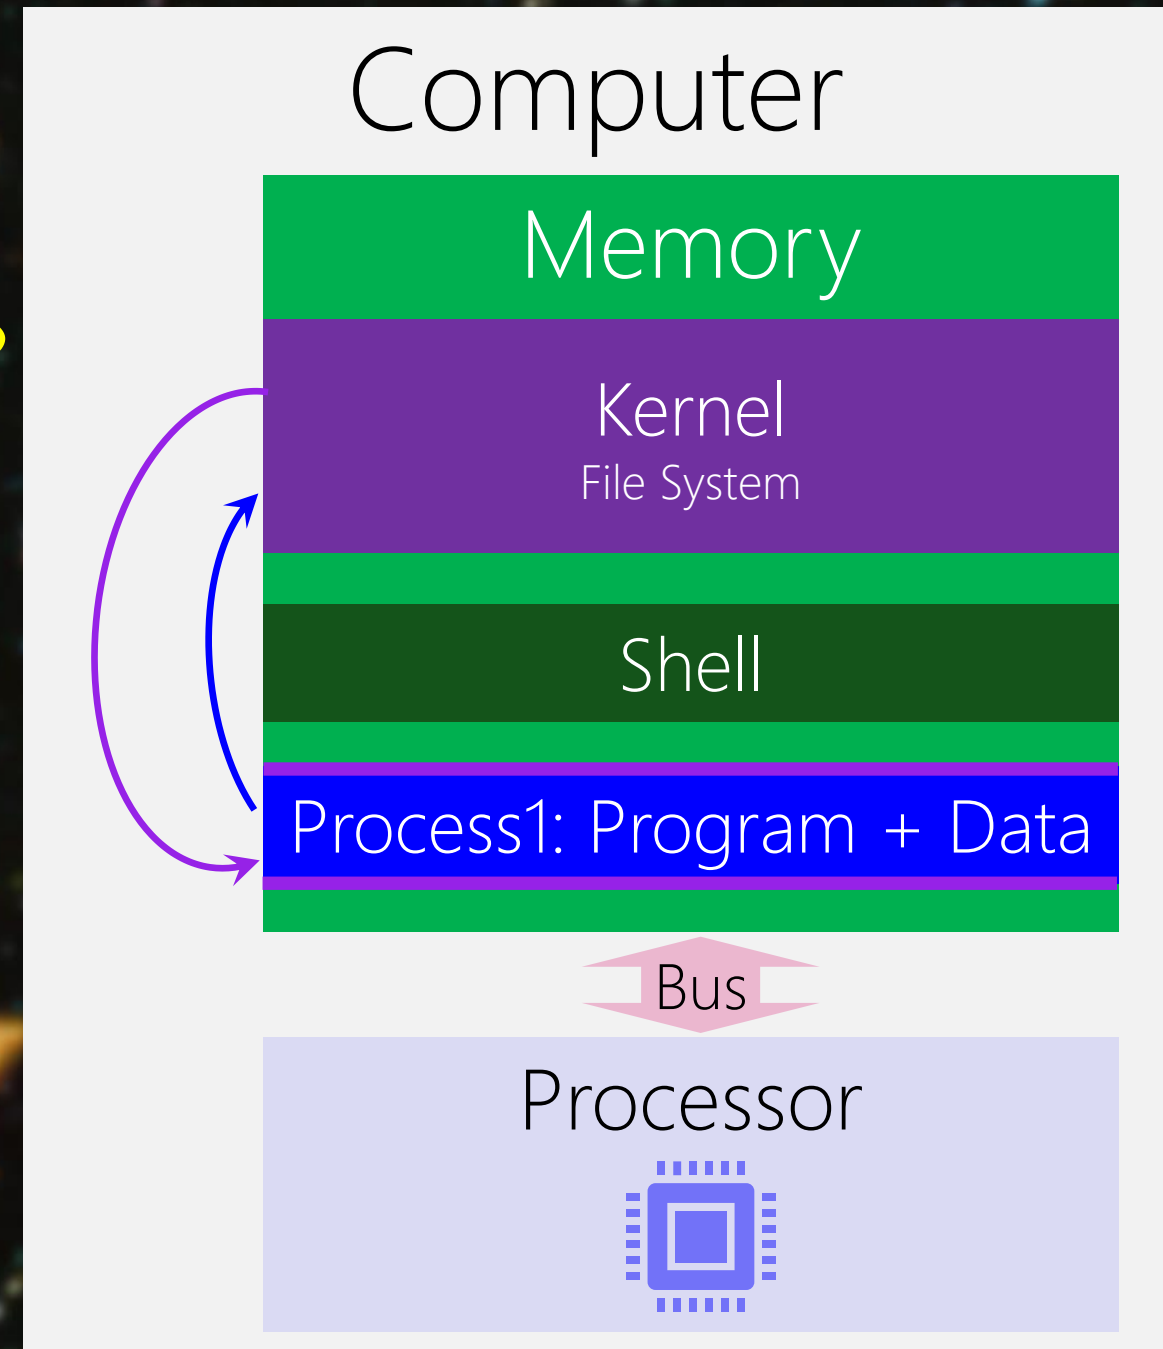 Computer
Memory
Kernel
File System
Shell
Process1: Program + Data
Bus
Processor